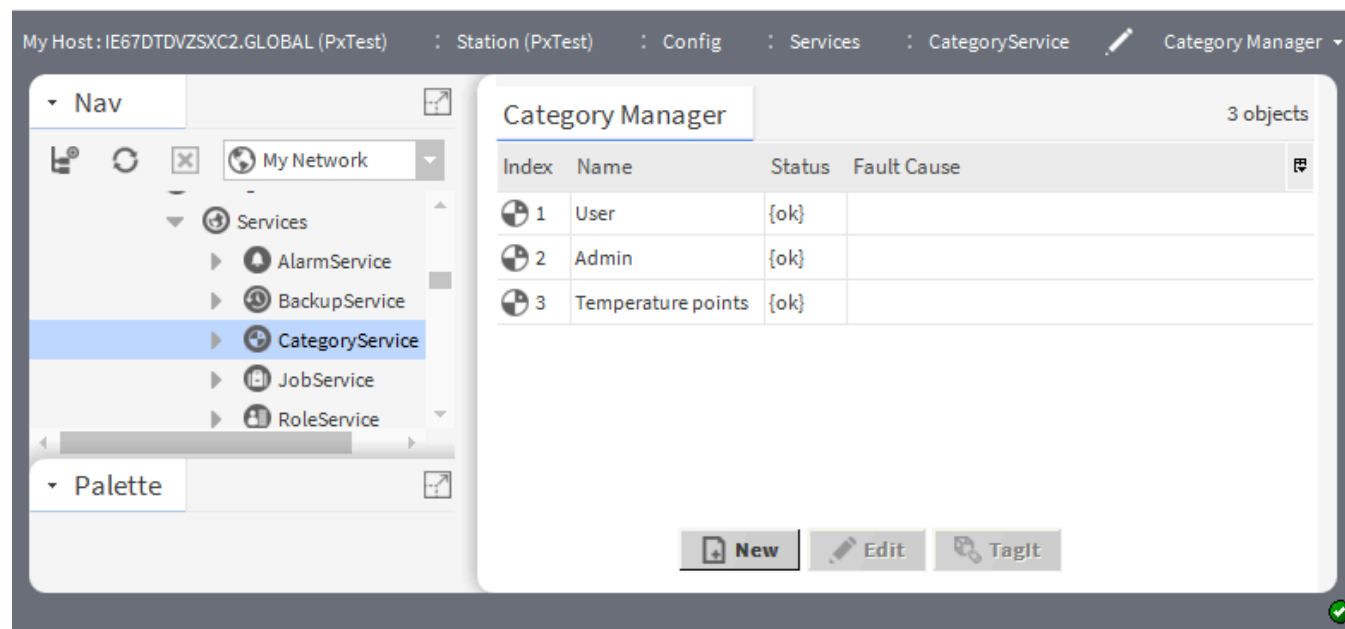 My Host : IE67DTDVZSXC2.GLOBAL (PxTest) : Station (PxTest) : Config : Services : CategoryService Category Manager
Nav
My Network
Services
AlarmService
BackupService
CategoryService
JobService
RoleService
Palette
Category Manager 3 objects
Index Name Status Fault Cause
1 User {ok}
2 Admin {ok}
3 Temperature points {ok}
New Edit TagIt